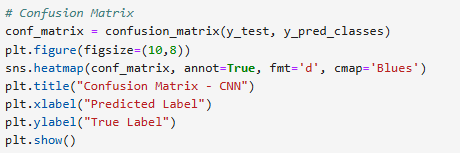 # Confusion Matrix
conf_matrix = confusion_matrix(y_test, y_pred_classes)
plt.figure(figsize=(10,8))
sns.heatmap(conf_matrix, annot=True, fmt='d', cmap='Blues')
plt.title("Confusion Matrix - CNN")
plt.xlabel("Predicted Label")
plt.ylabel("True Label")
plt.show()